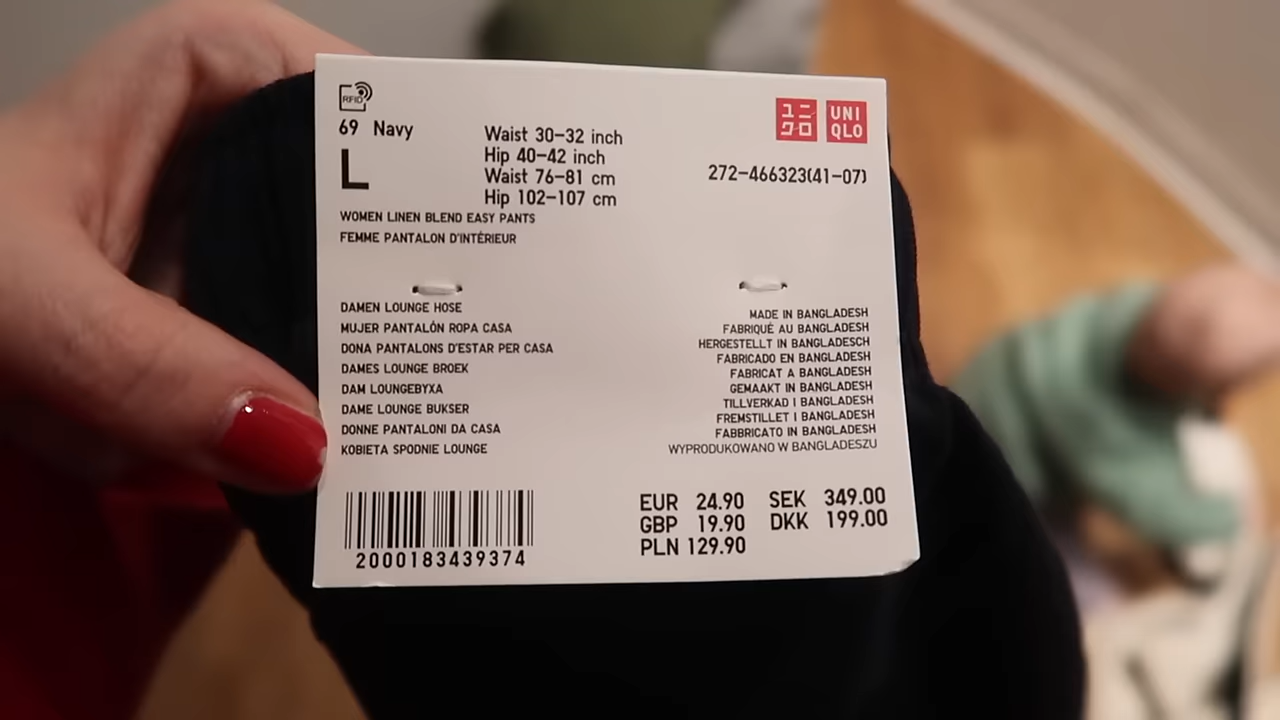 RFID
69 Navy
L
Waist 30–32 inch
Hip 40–42 inch
Waist 76–81 cm
Hip 102–107 cm
ユニ
クロ
UNI
QLO
272–466323(41–07)
WOMEN LINEN BLEND EASY PANTS
FEMME PANTALON D'INTÉRIEUR
DAMEN LOUNGE HOSE
MUJER PANTALÓN ROPA CASA
DONA PANTALONS D'ESTAR PER CASA
DAMES LOUNGE BROEK
DAM LOUNGEBYXA
DAME LOUNGE BUKSER
DONNE PANTALONI DA CASA
KOBIETA SPODNIE LOUNGE
MADE IN BANGLADESH
FABRIQUÉ AU BANGLADESH
HERGESTELLT IN BANGLADESCH
FABRICADO EN BANGLADESH
FABRICAT A BANGLADESH
GEMAAKT IN BANGLADESH
TILLVERKAD I BANGLADESH
FREMSTILLET I BANGLADESH
FABBRICATO IN BANGLADESH
WYPRODUKOWANO W BANGLADESZU
2000183439374
EUR 24.90 SEK 349.00
GBP 19.90 DKK 199.00
PLN 129.90